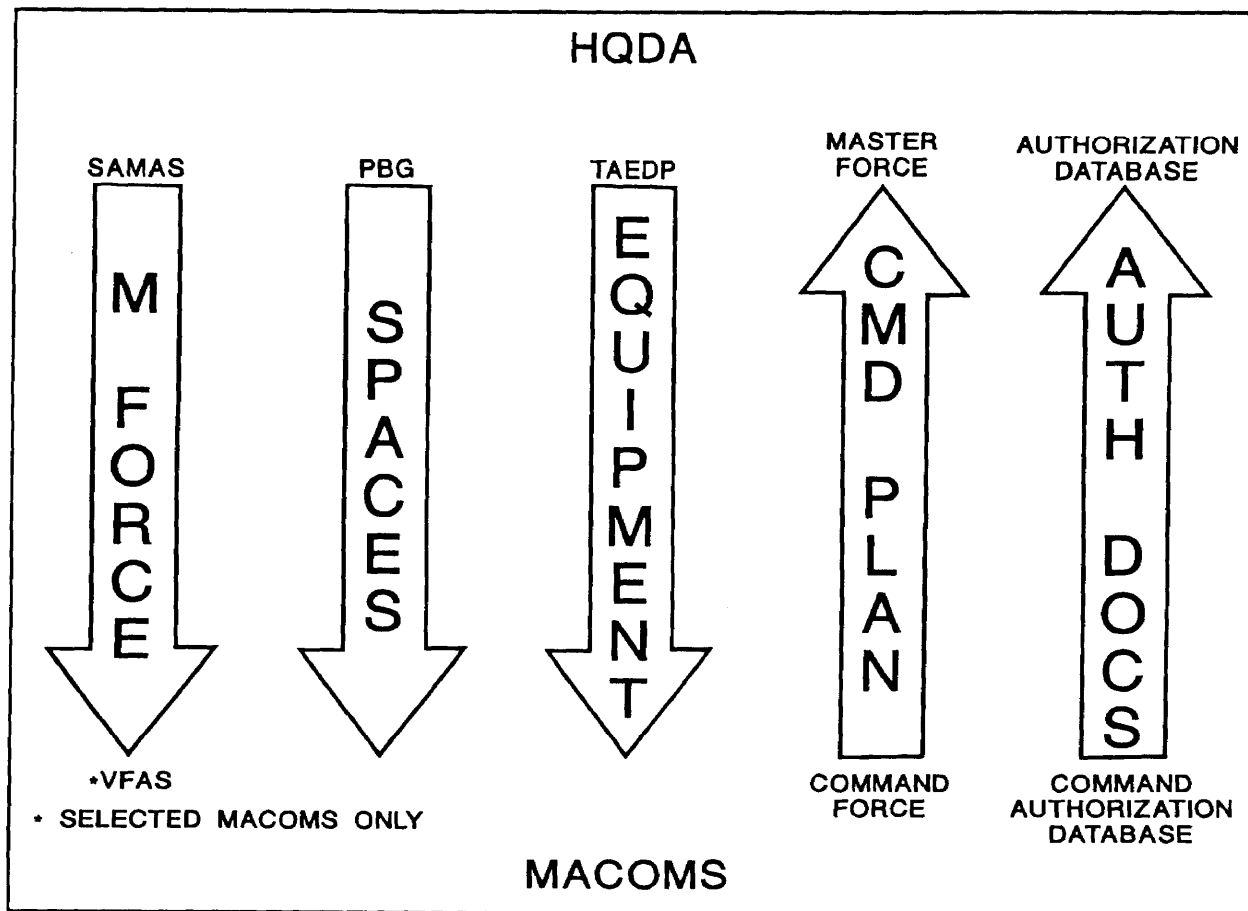 HQDA
SAMAS
M FORCE
*VFAS
* SELECTED MACOMS ONLY
PBG
SPACES
TAEDP
EQUIPMENT
MASTER
FORCE
CMD PLAN
COMMAND
FORCE
AUTHORIZATION
DATABASE
AUTH DOCS
COMMAND
AUTHORIZATION
DATABASE
MACOMS